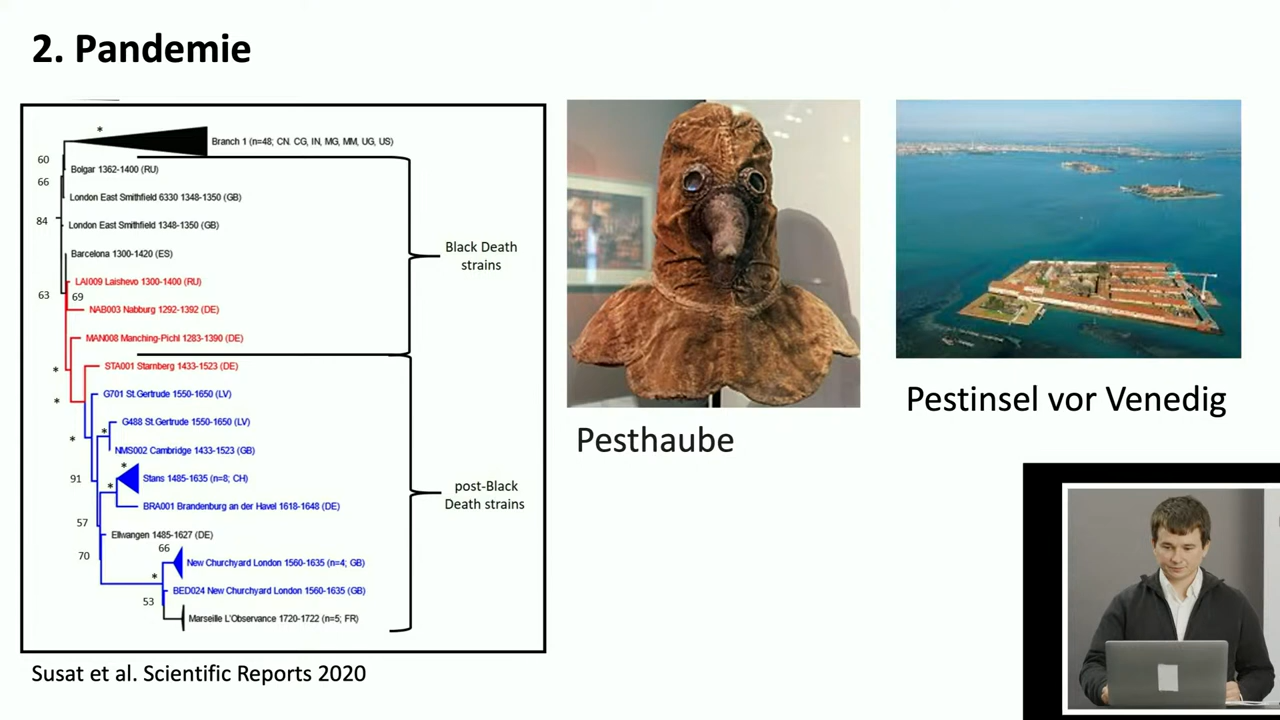 2. Pandemie
*
Branch 1 (n=48; CN. CG, IN, MG, MM, UG, US)
60
Bolgar 1362-1400 (RU)
66
London East Smithfield 6330 1348-1350 (GB)
84
London East Smithfield 1348-1350 (GB)
Barcelona 1300-1420 (ES)
LAI009 Laishevo 1300-1400 (RU)
63
69
NAB003 Nabburg 1292-1392 (DE)
MAN008 Manching-Pichl 1283-1390 (DE)
*
STA001 Starnberg 1433-1523 (DE)
*
G701 St.Gertrude 1550-1650 (LV)
G488 St.Gertrude 1550-1650 (LV)
*
*
NMS002 Cambridge 1433-1523 (GB)
*
91
Stans 1485-1635 (n=8; CH)
*
BRA001 Brandenburg an der Havel 1618-1648 (DE)
57
Ellwangen 1485-1627 (DE)
66
70
New Churchyard London 1560-1635 (n=4; GB)
*
BED024 New Churchyard London 1560-1635 (GB)
53
Marseille L'Observance 1720-1722 (n=5; FR)
Black Death
strains
post-Black
Death strains
Susat et al. Scientific Reports 2020
Pesthaube
Pestinsel vor Venedig